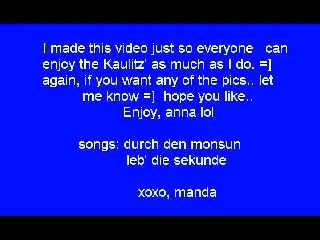 I made this video just so everyone can
enjoy the Kaulitz' as much as I do. =]
again, if you want any of the pics.. let
me know =] hope you like..
Enjoy, anna lol
songs: durch den monsun
leb' die sekunde
xoxo, manda